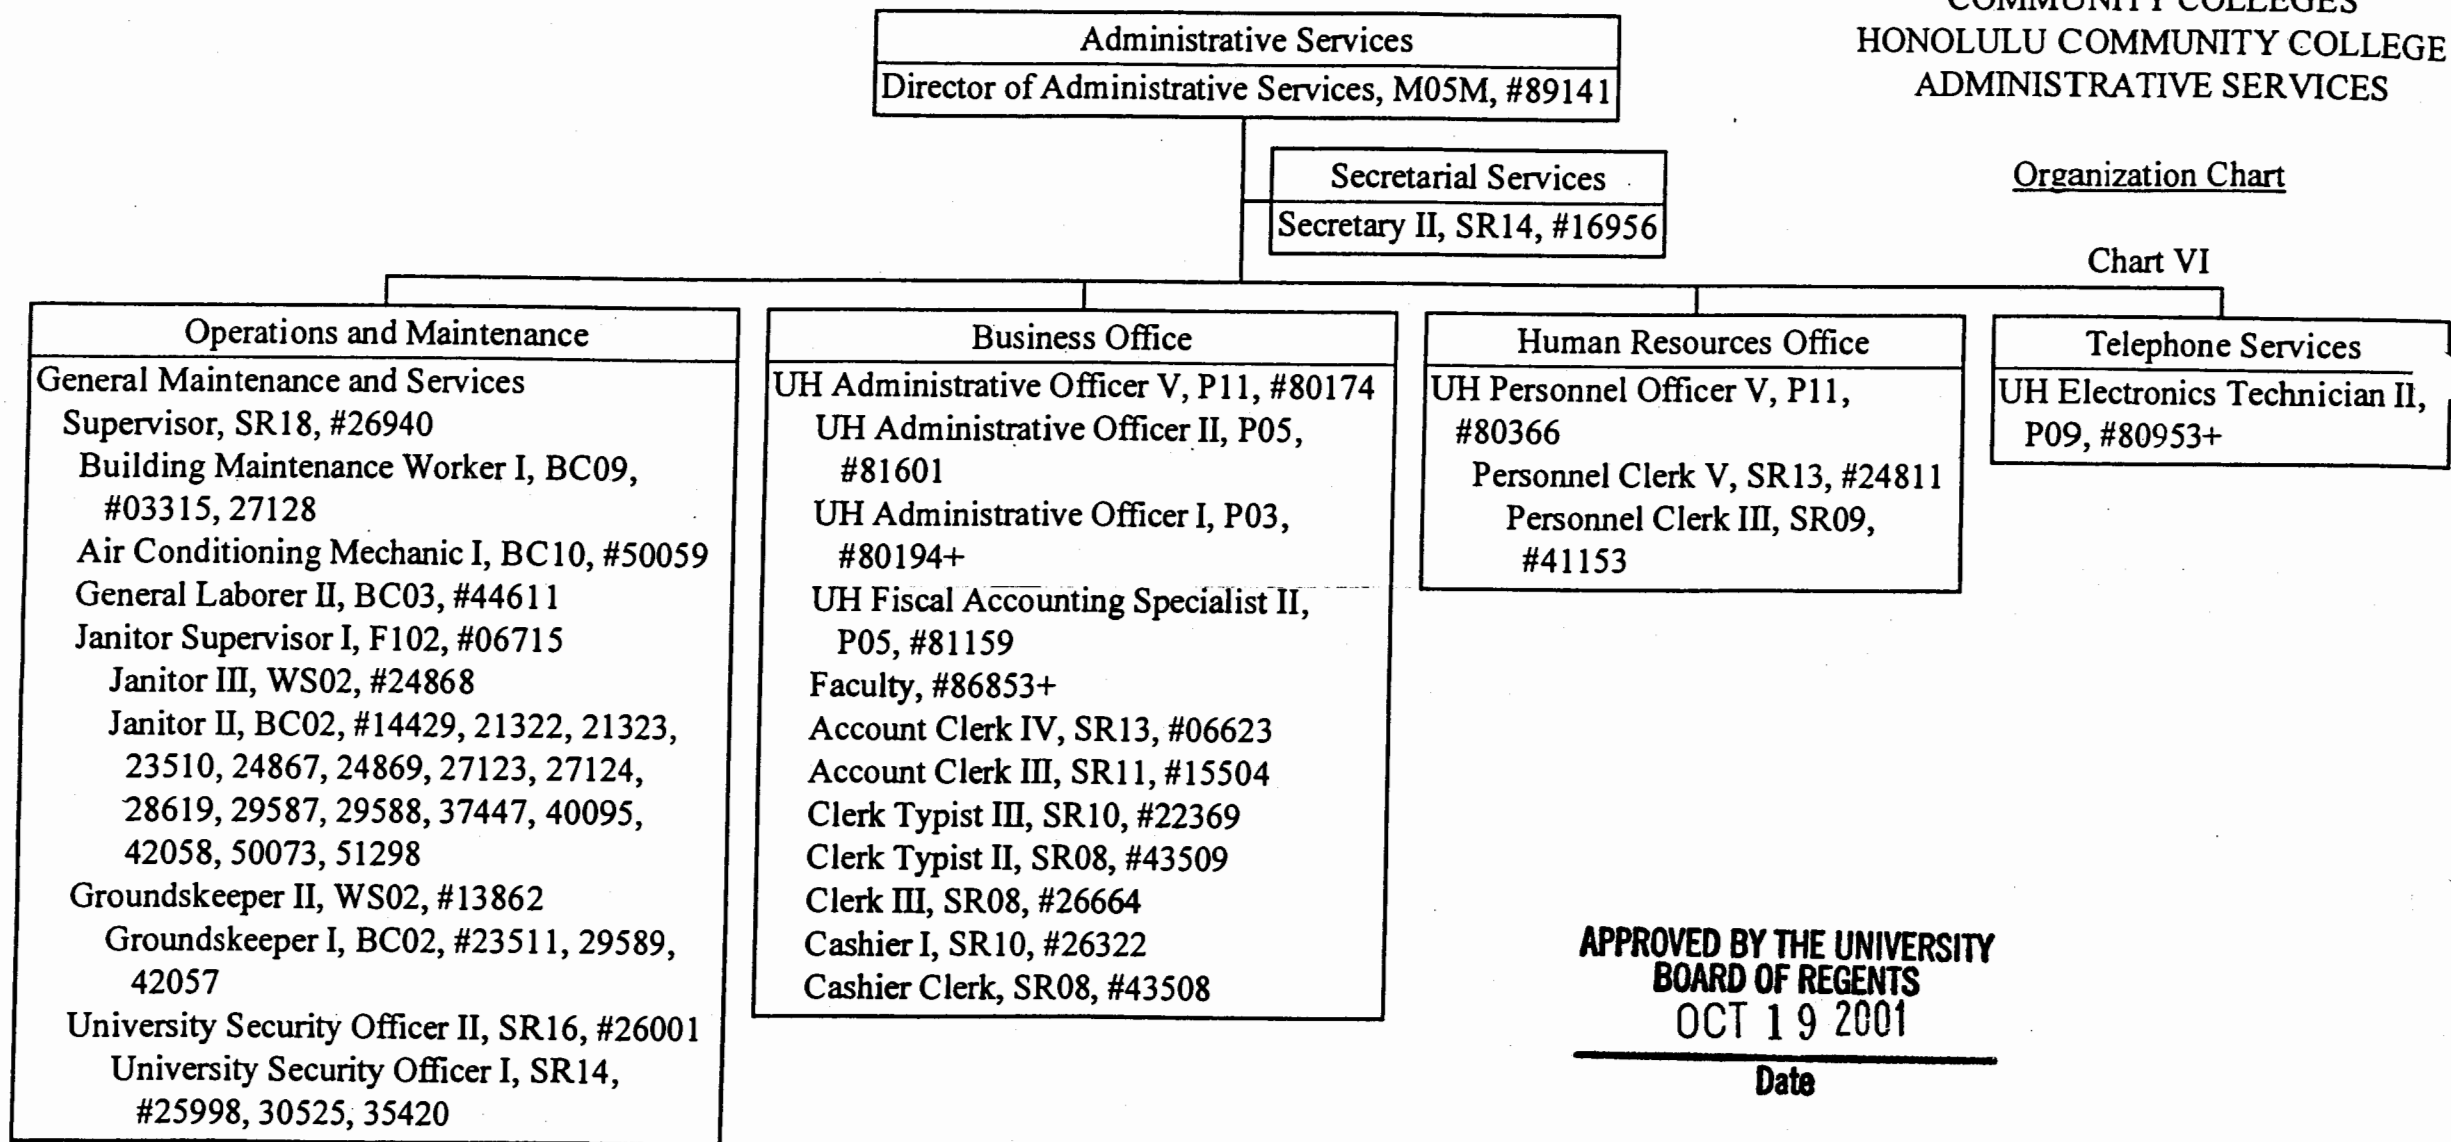 COMMUNITY COLLEGES
HONOLULU COMMUNITY COLLEGE
ADMINISTRATIVE SERVICES
Organization Chart
Chart VI
Administrative Services
Director of Administrative Services, M05M, #89141
Secretarial Services
Secretary II, SR14, #16956
Operations and Maintenance
General Maintenance and Services
Supervisor, SR18, #26940
Building Maintenance Worker I, BC09,
#03315, 27128
Air Conditioning Mechanic I, BC10, #50059
General Laborer II, BC03, #44611
Janitor Supervisor I, F102, #06715
Janitor III, WS02, #24868
Janitor II, BC02, #14429, 21322, 21323,
23510, 24867, 24869, 27123, 27124,
28619, 29587, 29588, 37447, 40095,
42058, 50073, 51298
Groundskeeper II, WS02, #13862
Groundskeeper I, BC02, #23511, 29589,
42057
University Security Officer II, SR16, #26001
University Security Officer I, SR14,
#25998, 30525, 35420
Business Office
UH Administrative Officer V, P11, #80174
UH Administrative Officer II, P05,
#81601
UH Administrative Officer I, P03,
#80194+
UH Fiscal Accounting Specialist II,
P05, #81159
Faculty, #86853+
Account Clerk IV, SR13, #06623
Account Clerk III, SR11, #15504
Clerk Typist III, SR10, #22369
Clerk Typist II, SR08, #43509
Clerk III, SR08, #26664
Cashier I, SR10, #26322
Cashier Clerk, SR08, #43508
Human Resources Office
UH Personnel Officer V, P11,
#80366
Personnel Clerk V, SR13, #24811
Personnel Clerk III, SR09,
#41153
Telephone Services
UH Electronics Technician II,
P09, #80953+
APPROVED BY THE UNIVERSITY
BOARD OF REGENTS
OCT 19 2001
Date